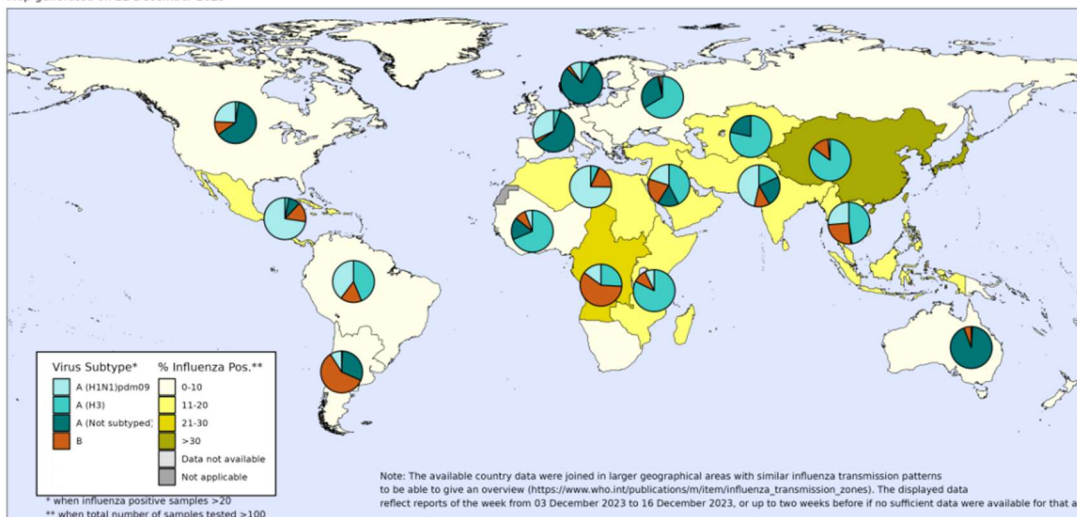 Virus Subtype*
A (H1N1)pdm09
A (H3)
A (Not subtyped)
B
% Influenza Pos.**
0-10
11-20
21-30
>30
Data not available
Not applicable
* when influenza positive samples >20
** when total number of samples tested >100
Note: The available country data were joined in larger geographical areas with similar influenza transmission patterns
to be able to give an overview (https://www.who.int/publications/m/item/influenza_transmission_zones). The displayed data
reflect reports of the week from 03 December 2023 to 16 December 2023, or up to two weeks before if no sufficient data were available for that a